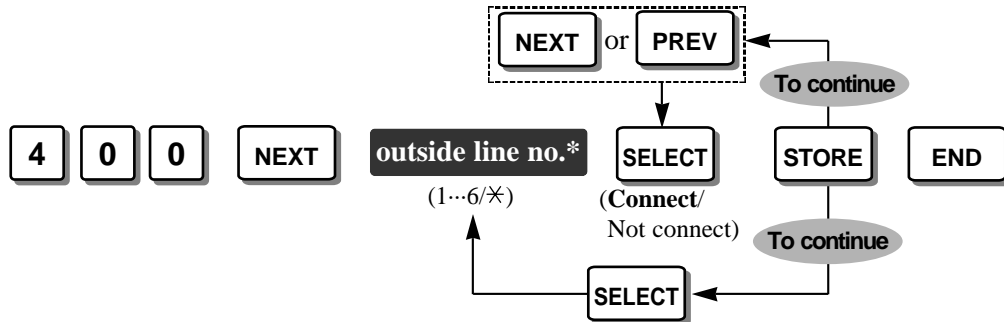 NEXT or PREV
To continue
4 0 0 NEXT outside line no.* SELECT STORE END
(1···6/✳) (Connect/
Not connect)
To continue
SELECT